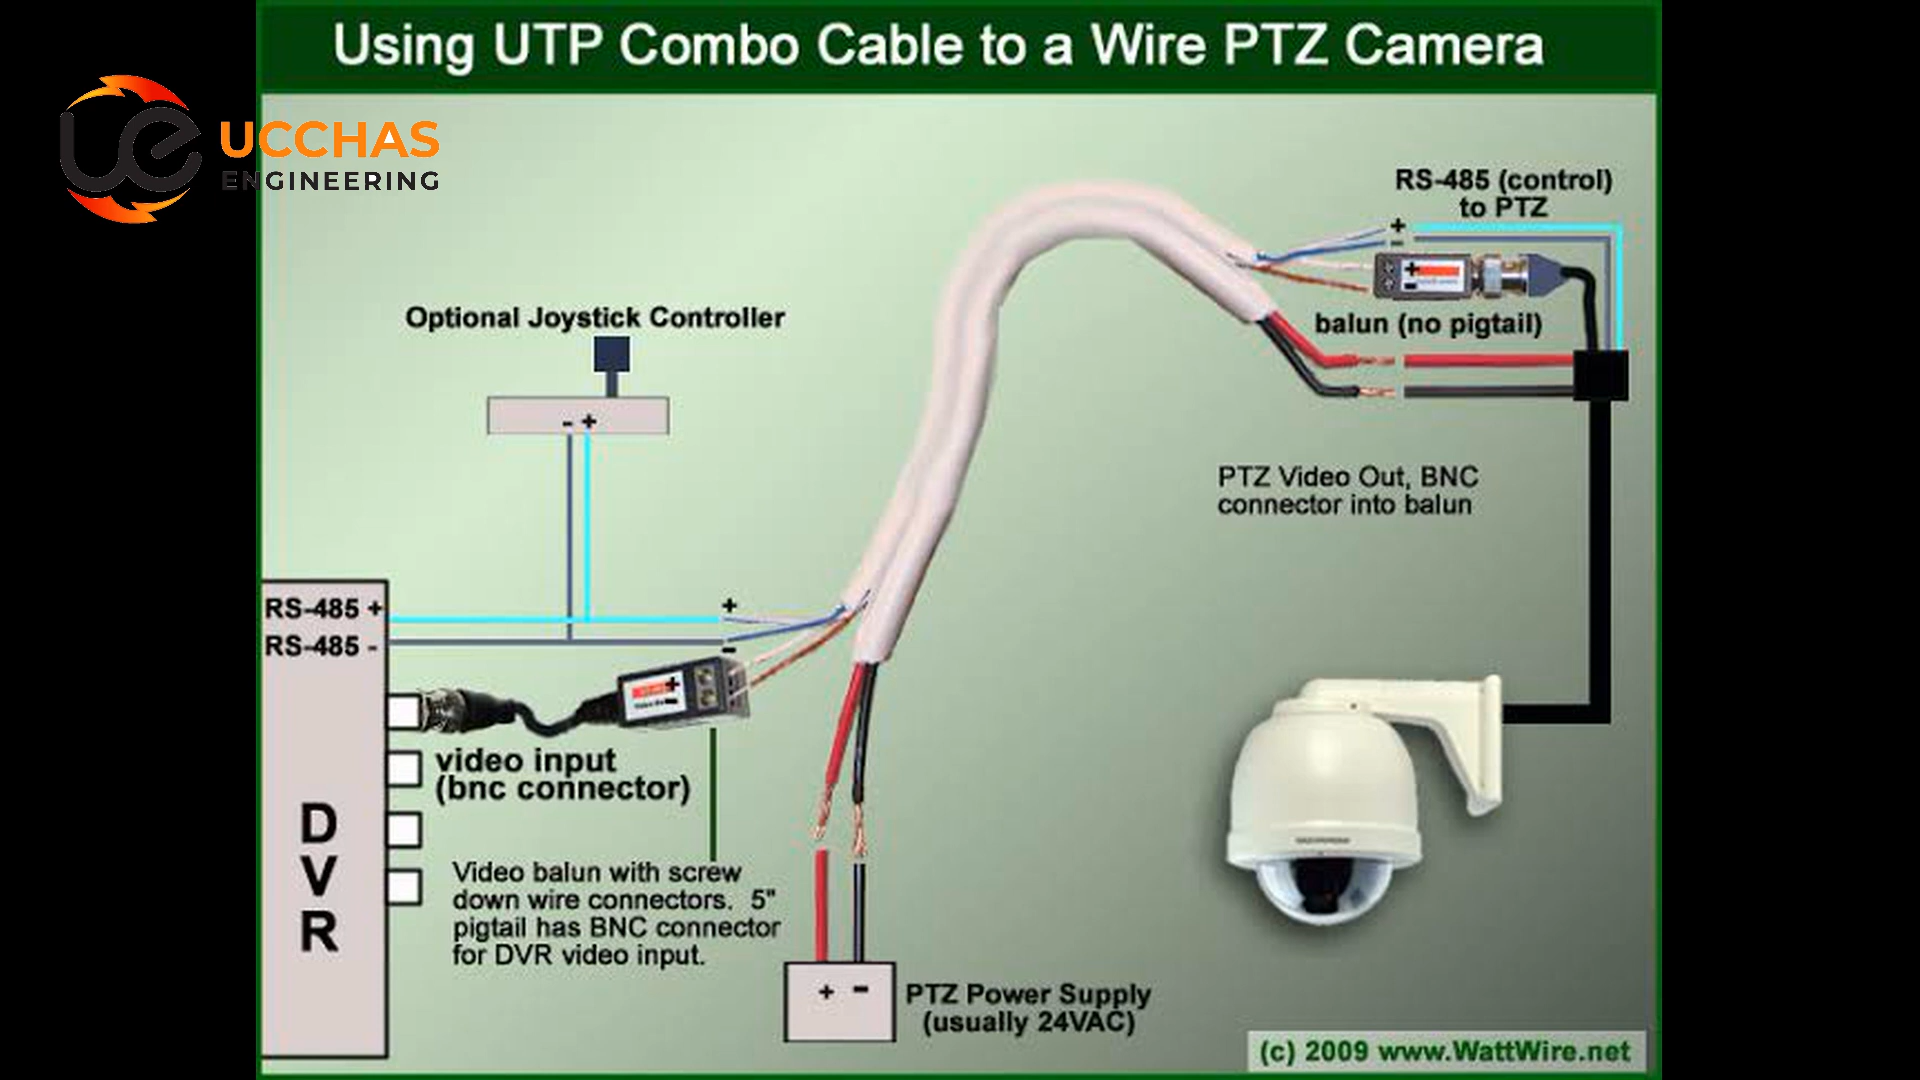 Using UTP Combo Cable to a Wire PTZ Camera
UCCHAS
ENGINEERING
RS-485 (control)
to PTZ
+
-
+
-
balun (no pigtail)
Optional Joystick Controller
- +
PTZ Video Out, BNC
connector into balun
RS-485 +
RS-485 -
+
-
+
-
video input
(bnc connector)
D
V
R
Video balun with screw
down wire connectors. 5"
pigtail has BNC connector
for DVR video input.
+ -
PTZ Power Supply
(usually 24VAC)
(c) 2009 www.WattWire.net